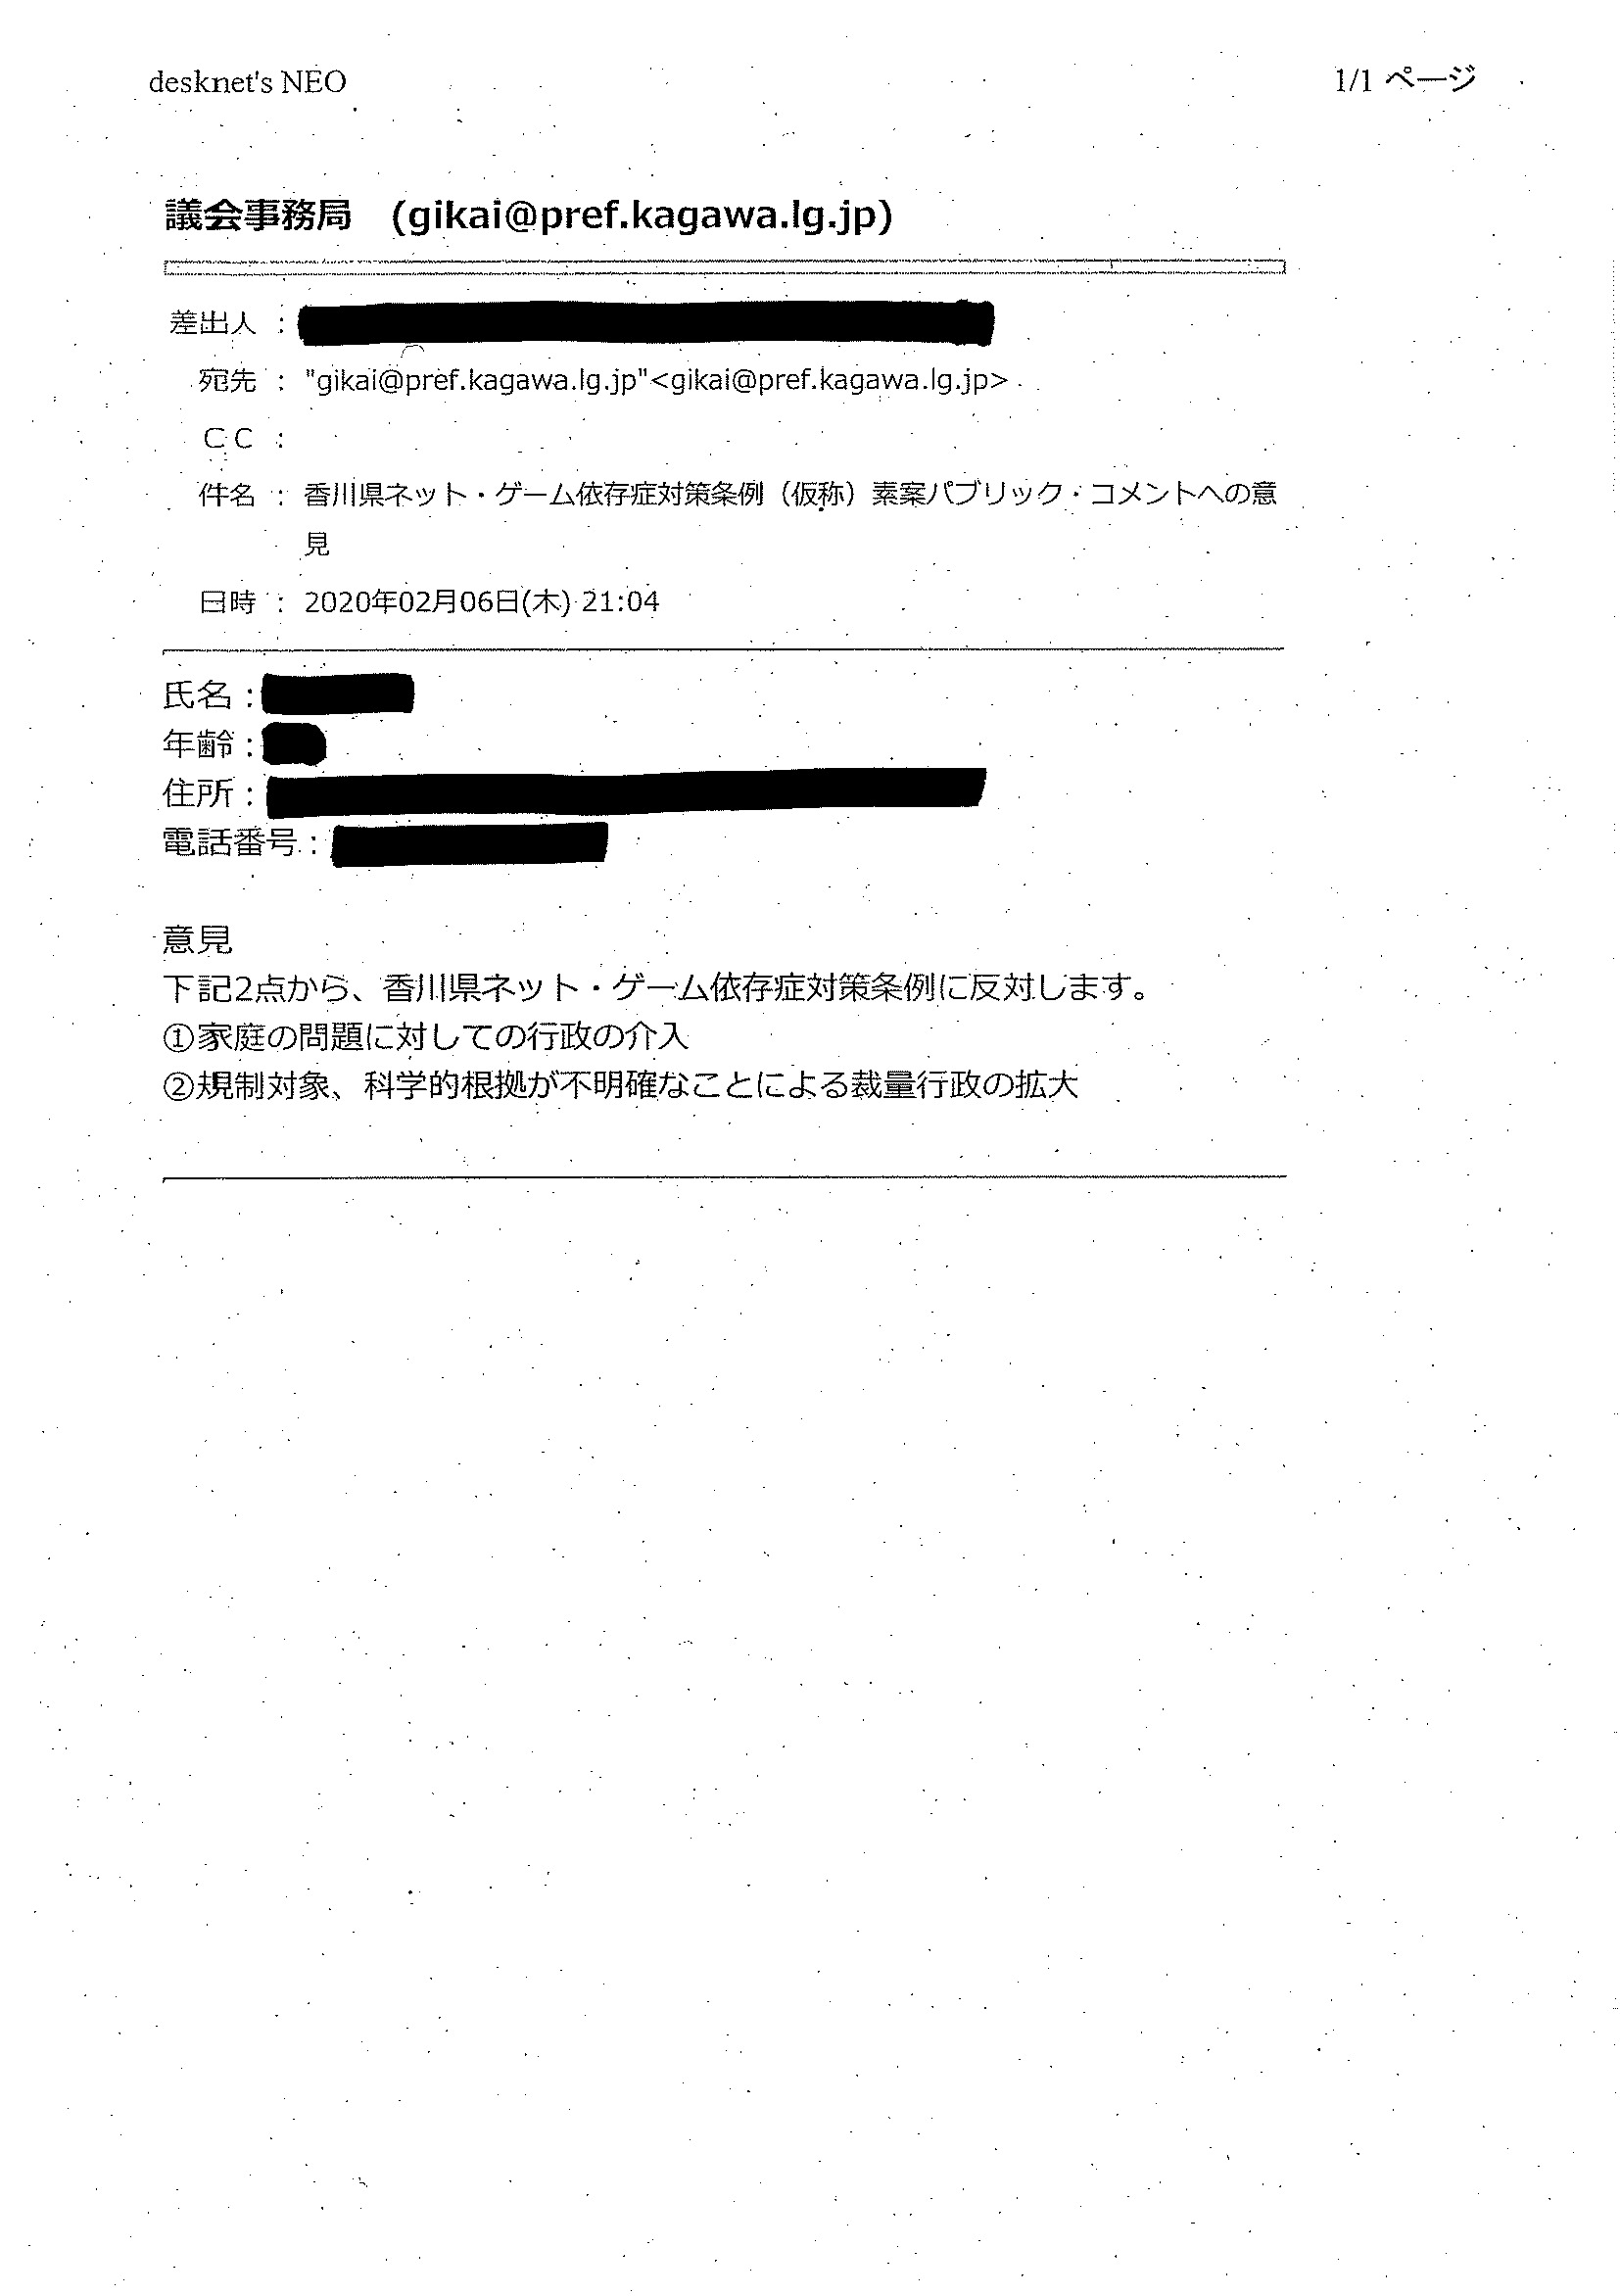 desknet's NEO
1/1 ページ
議会事務局 (gikai@pref.kagawa.lg.jp)
差出人 :
宛先 : "gikai@pref.kagawa.lg.jp"<gikai@pref.kagawa.lg.jp>
ＣＣ :
件名 : 香川県ネット・ゲーム依存症対策条例（仮称）素案パブリック・コメントへの意
見
日時 : 2020年02月06日(木) 21:04
氏名：
年齢：
住所：
電話番号：
意見
下記2点から、香川県ネット・ゲーム依存症対策条例に反対します。
①家庭の問題に対しての行政の介入
②規制対象、科学的根拠が不明確なことによる裁量行政の拡大